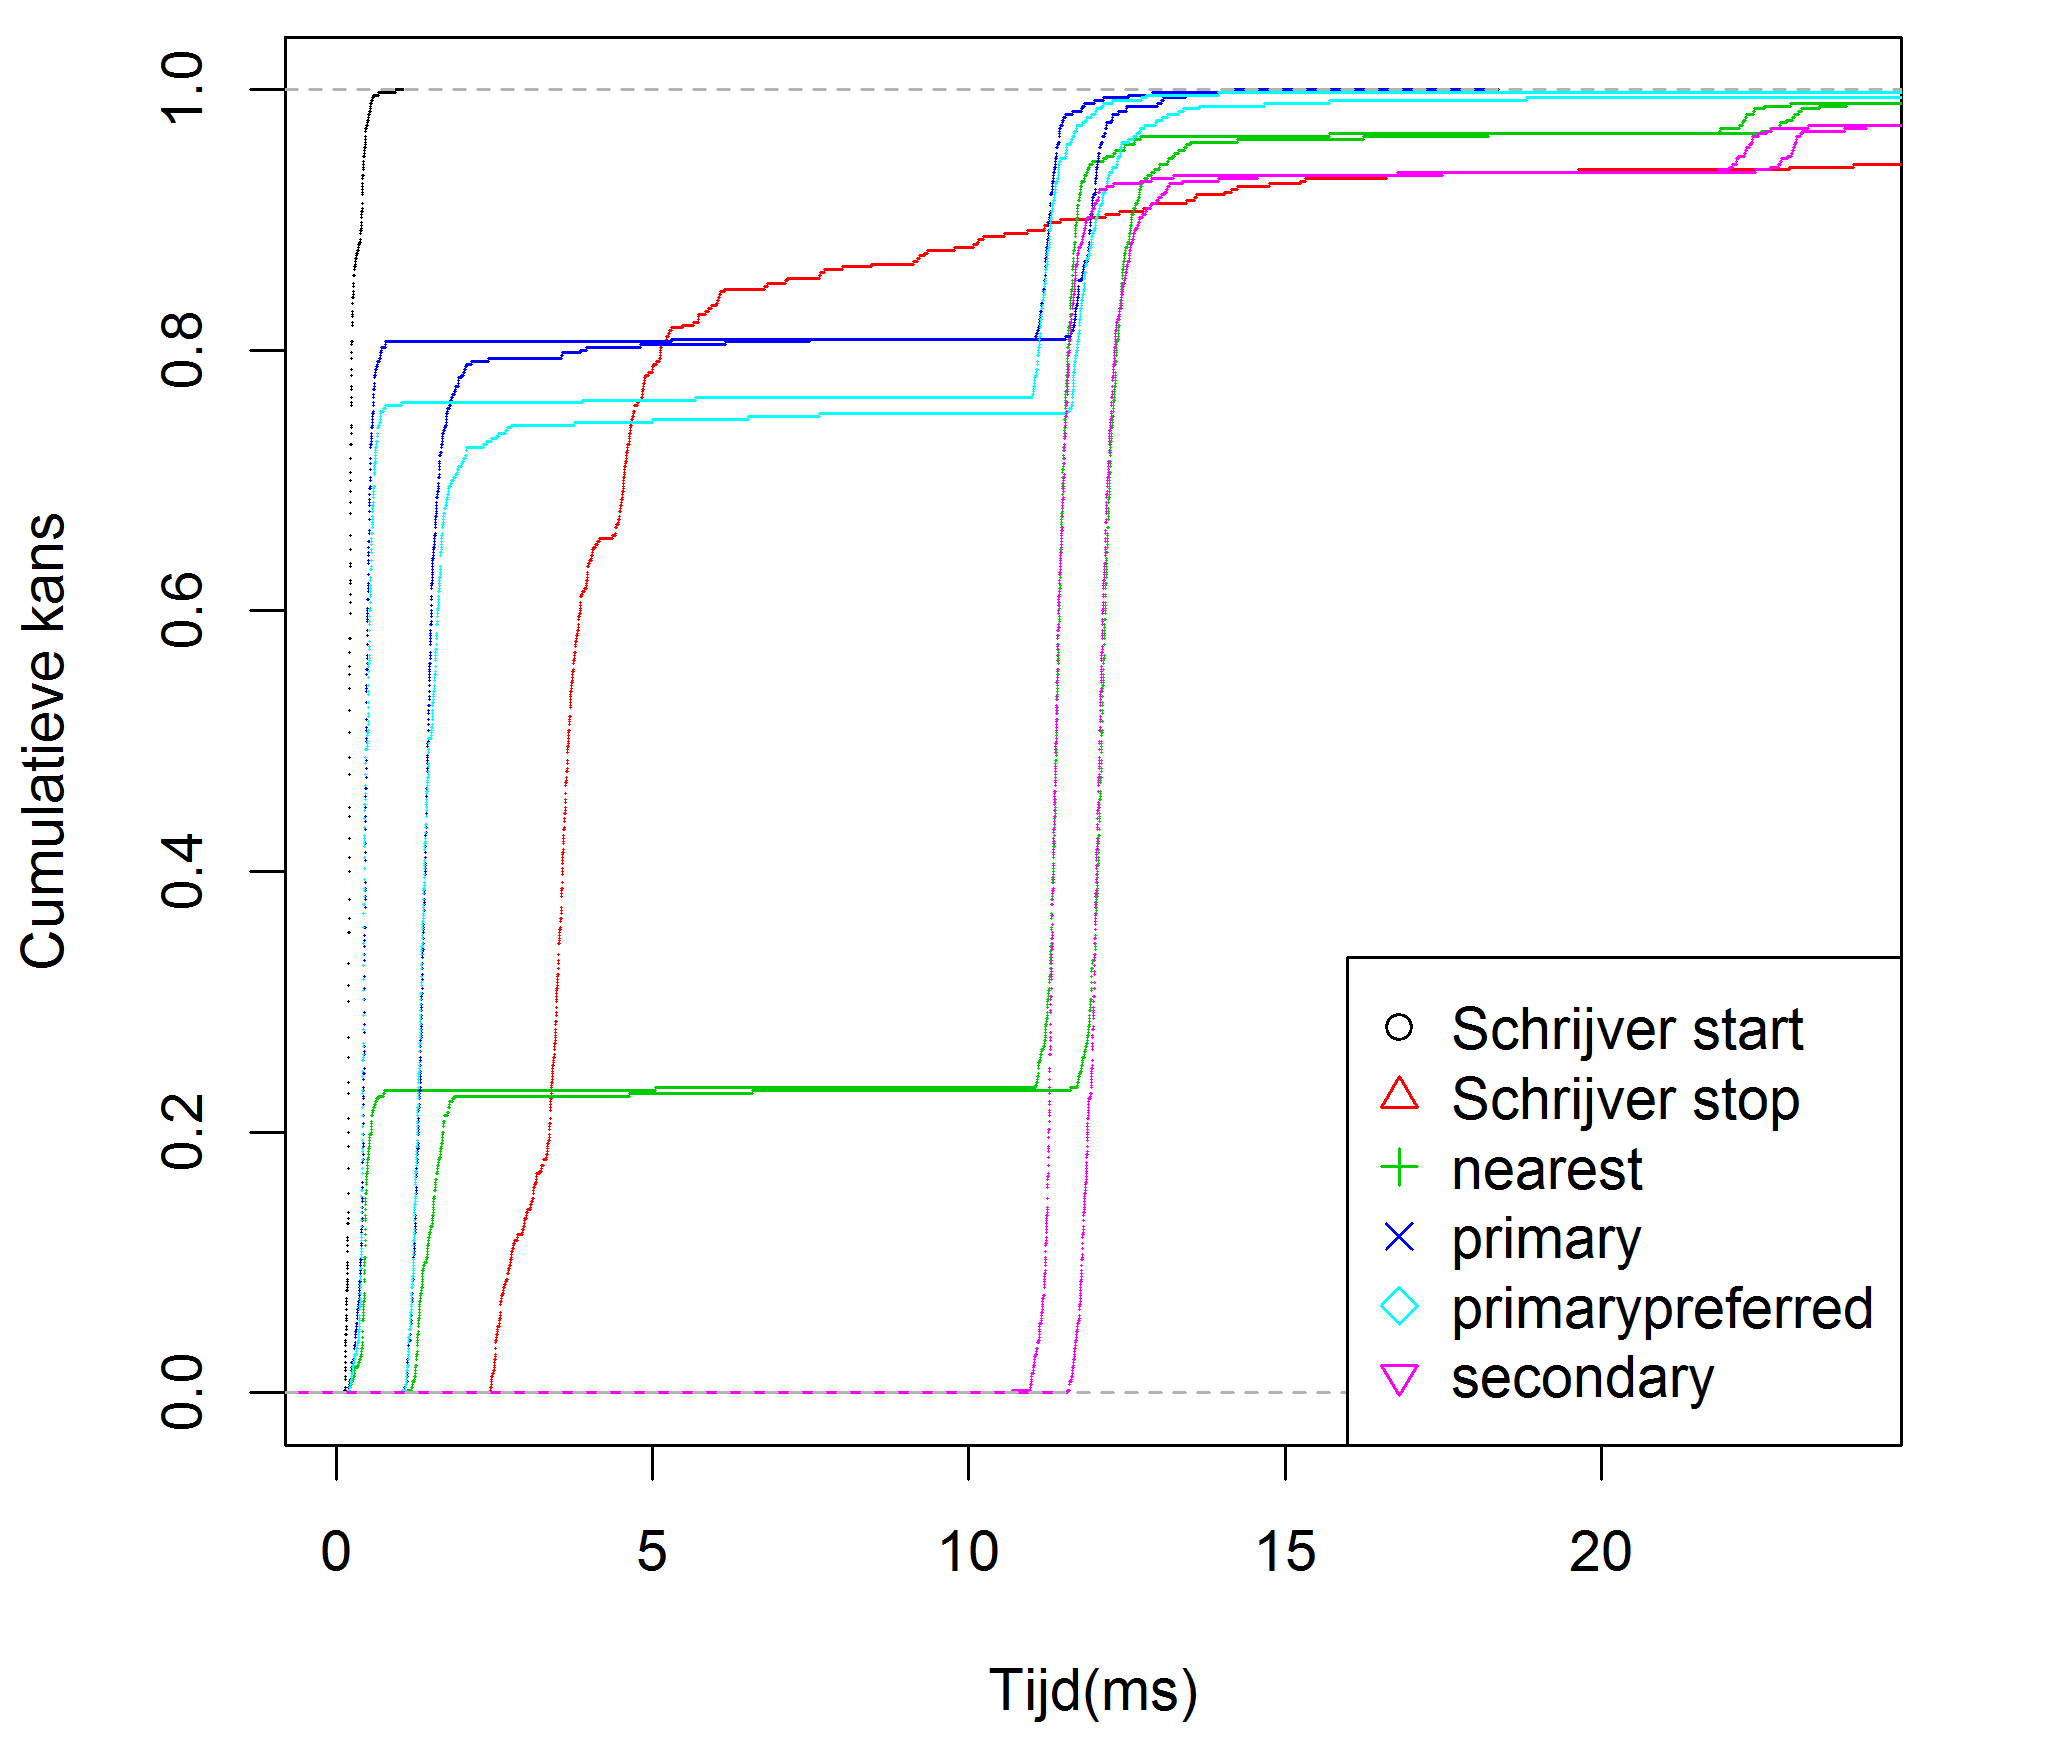 Cumulatieve kans
1.0
0.8
0.6
0.4
0.2
0.0
Schrijver start
Schrijver stop
nearest
primary
primarypreferred
secondary
0 5 10 15 20
Tijd(ms)